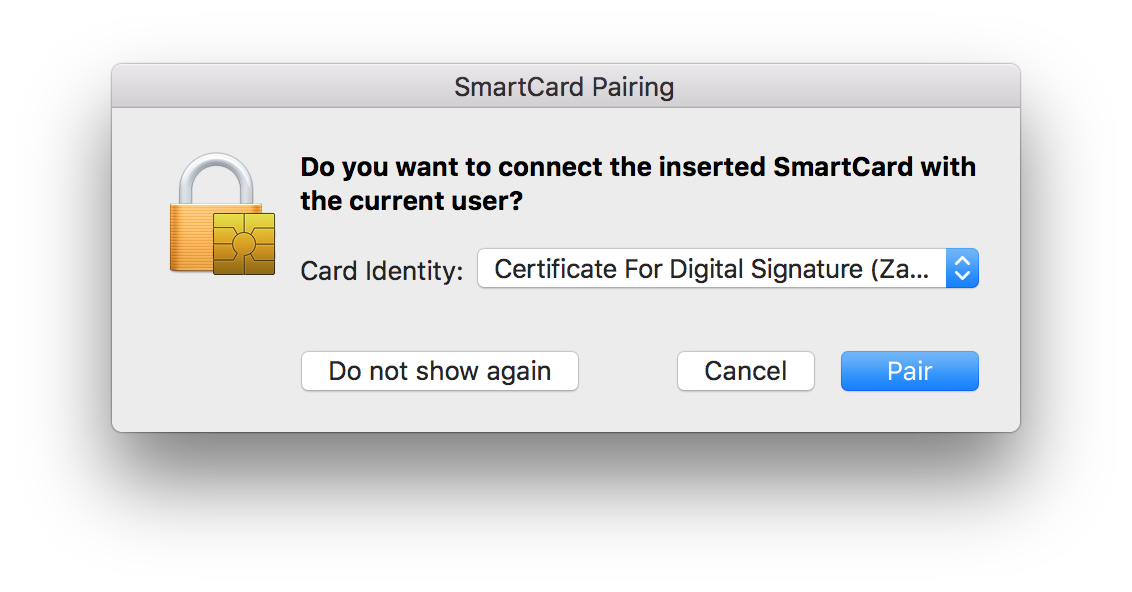 SmartCard Pairing
Do you want to connect the inserted SmartCard with
the current user?
Card Identity: Certificate For Digital Signature (Za...
Do not show again Cancel Pair